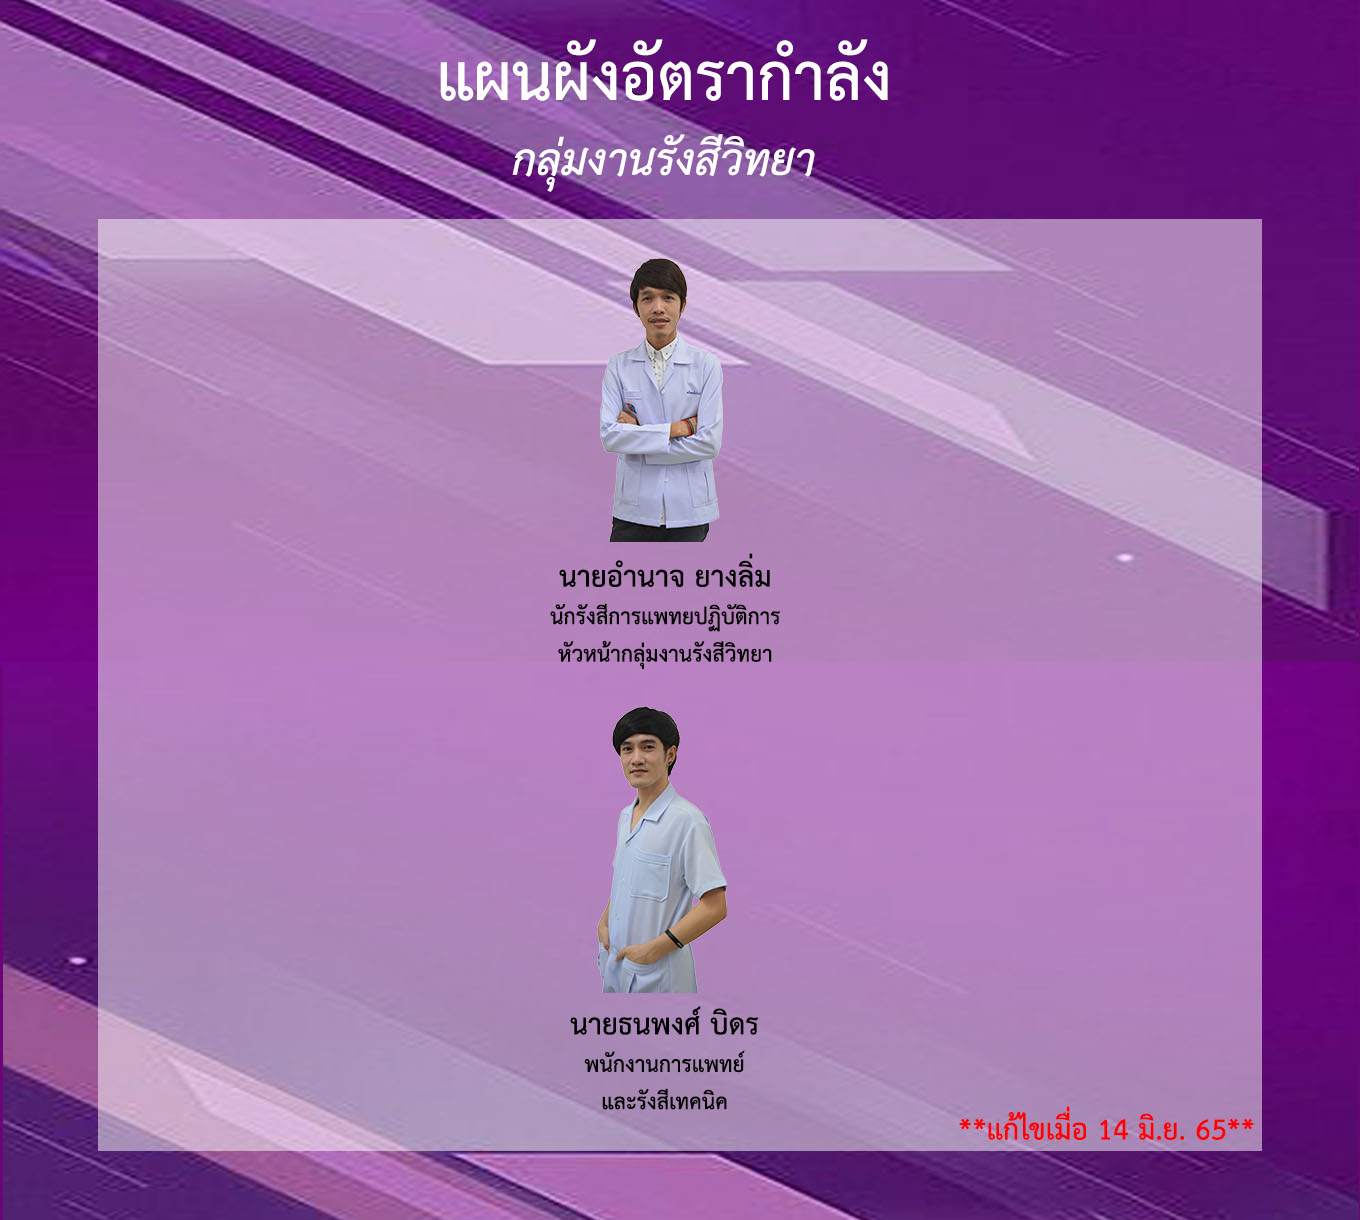 แผนผังอัตรากำลัง
กลุ่มงานรังสีวิทยา
นายอำนาจ ยางลิ่ม
นักรังสีการแพทยปฏิบัติการ
หัวหน้ากลุ่มงานรังสีวิทยา
นายธนพงศ์ บิดร
พนักงานการแพทย์
และรังสีเทคนิค
**แก้ไขเมื่อ 14 มิ.ย. 65**